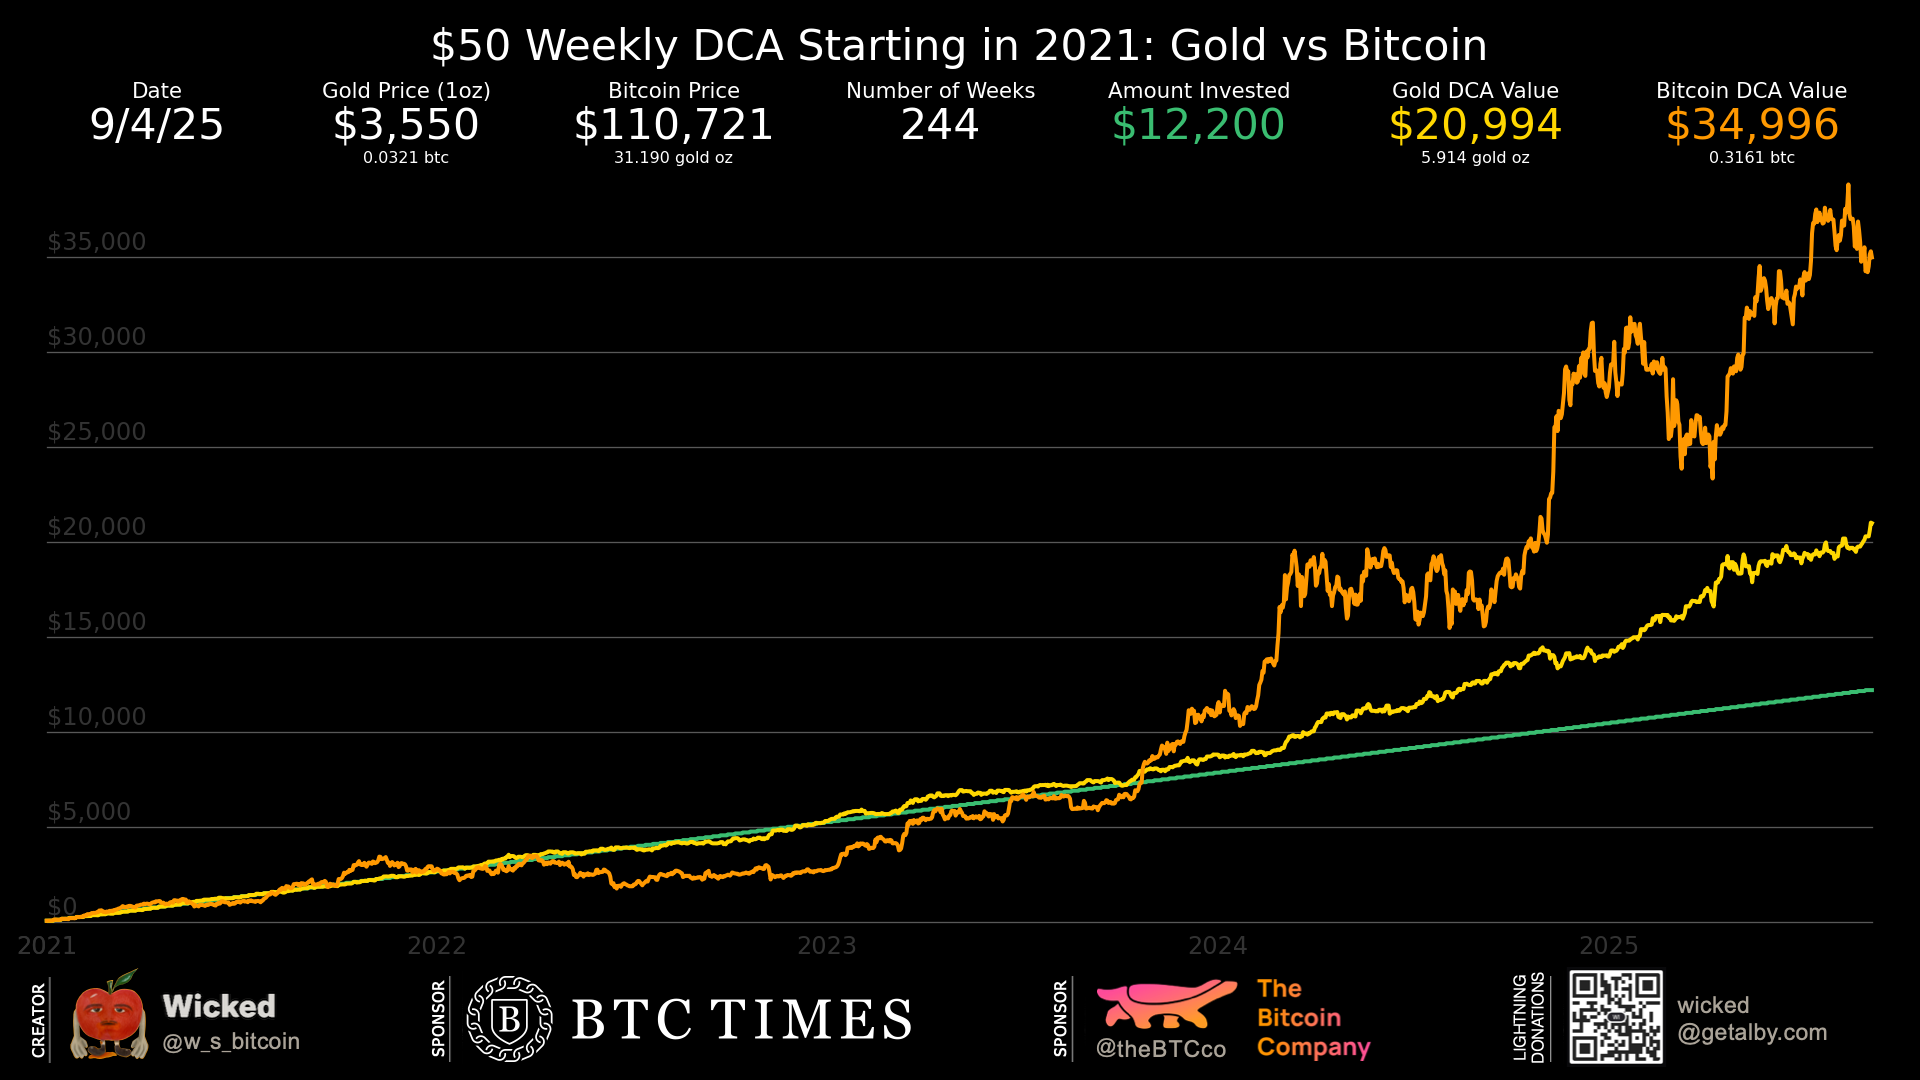 $50 Weekly DCA Starting in 2021: Gold vs Bitcoin
Date
9/4/25
Gold Price (1oz)
$3,550
0.0321 btc
Bitcoin Price
$110,721
31.190 gold oz
Number of Weeks
244
Amount Invested
$12,200
Gold DCA Value
$20,994
5.914 gold oz
Bitcoin DCA Value
$34,996
0.3161 btc
$35,000
$30,000
$25,000
$20,000
$15,000
$10,000
$5,000
$0
2021
2022
2023
2024
2025
CREATOR
Wicked
@w_s_bitcoin
SPONSOR
B
BTC TIMES
SPONSOR
@theBTCco
The
Bitcoin
Company
LIGHTNING
DONATIONS
wicked
@getalby.com